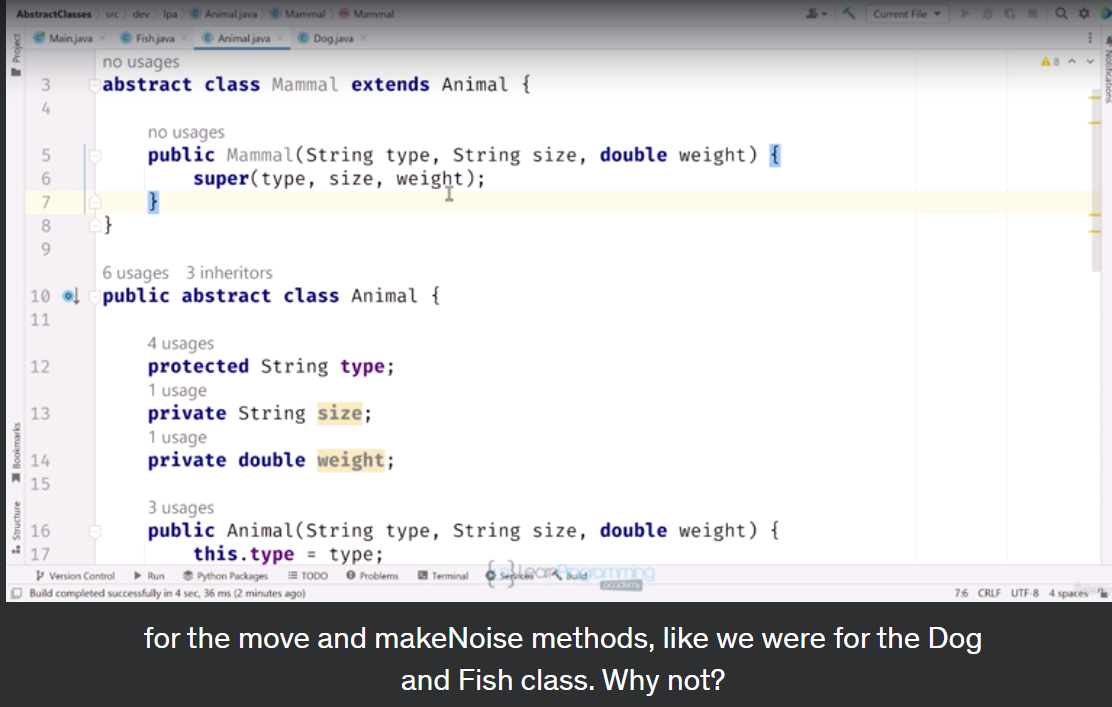 AbstractClasses src dev lpa Animal.java Mammal Mammal Current File
Main.java Fish.java Animal.java Dog.java
Project
Notifications
no usages 8
3 abstract class Mammal extends Animal {
4
no usages
5 public Mammal(String type, String size, double weight) {
6 super(type, size, weight);
7 }
8 }
9
6 usages 3 inheritors
10 public abstract class Animal {
11
4 usages
12 protected String type;
1 usage
13 private String size;
1 usage
14 private double weight;
15
3 usages
16 public Animal(String type, String size, double weight) {
17 this.type = type;
Bookmarks
Structure
LearnProgramming
academy
Version Control Run Python Packages TODO Problems Terminal Services Build
Build completed successfully in 4 sec, 36 ms (2 minutes ago) 7:6 CRLF UTF-8 4 spaces
for the move and makeNoise methods, like we were for the Dog
and Fish class. Why not?